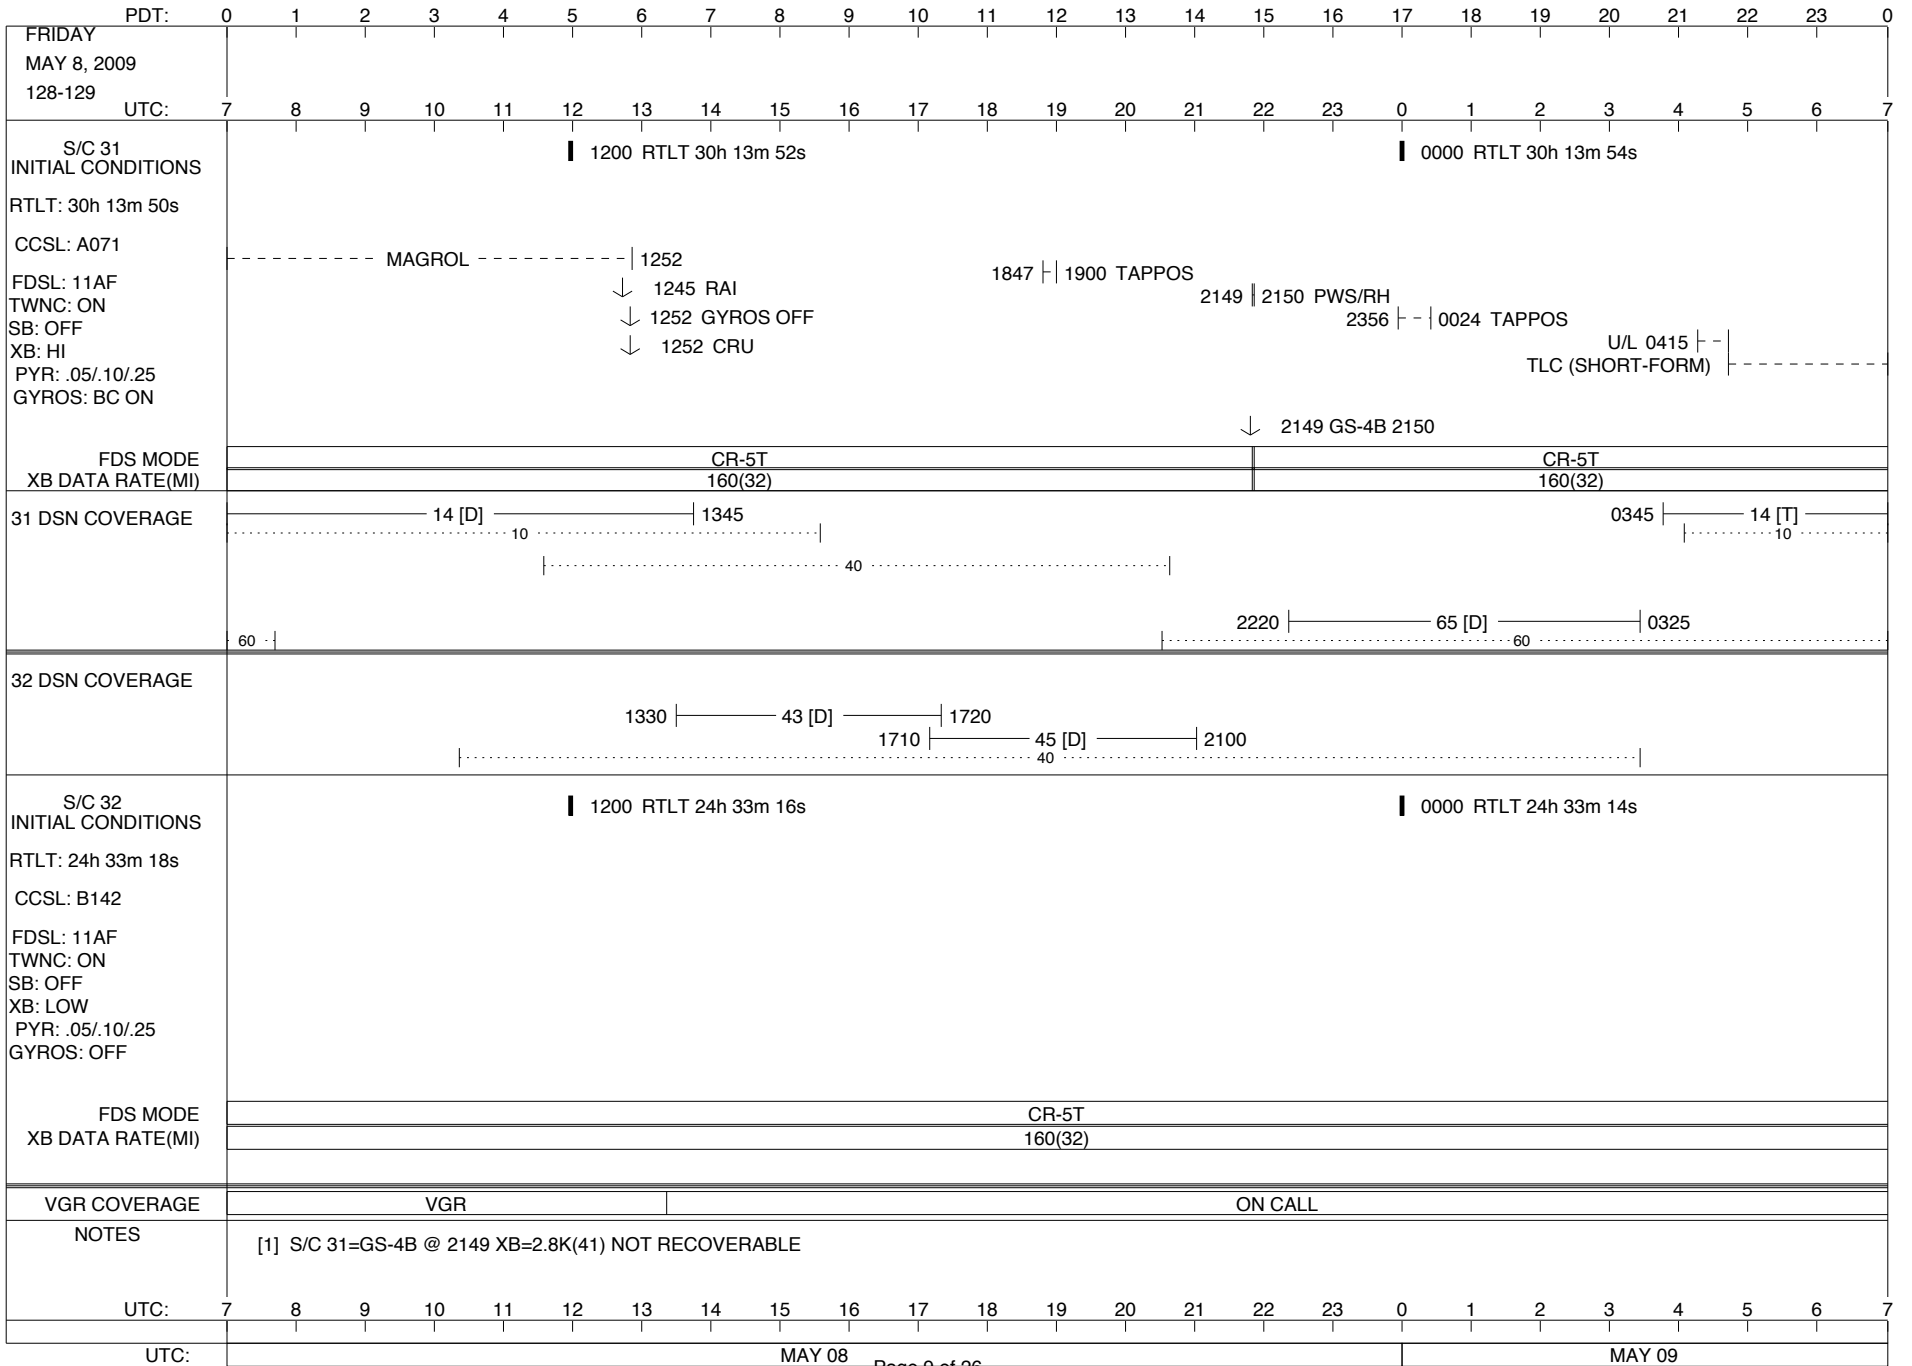 PDT: 0 1 2 3 4 5 6 7 8 9 10 11 12 13 14 15 16 17 18 19 20 21 22 23 0
FRIDAY
MAY 8, 2009
128-129
UTC: 7 8 9 10 11 12 13 14 15 16 17 18 19 20 21 22 23 0 1 2 3 4 5 6 7
S/C 31
INITIAL CONDITIONS
1200 RTLT 30h 13m 52s
0000 RTLT 30h 13m 54s
RTLT: 30h 13m 50s
CCSL: A071
FDSL: 11AF
TWNC: ON
SB: OFF
XB: HI
PYR: .05/.10/.25
GYROS: BC ON
MAGROL 1252
1245 RAI
1252 GYROS OFF
1252 CRU
1847 1900 TAPPOS
2149 2150 PWS/RH
2356 0024 TAPPOS
U/L 0415
TLC (SHORT-FORM)
2149 GS-4B 2150
FDS MODE CR-5T CR-5T
XB DATA RATE(MI) 160(32) 160(32)
31 DSN COVERAGE
14 [D] 1345
0345 14 [T]
10 10
40
2220 65 [D] 0325
60 60
32 DSN COVERAGE
1330 43 [D] 1720
1710 45 [D] 2100
40
S/C 32
INITIAL CONDITIONS
1200 RTLT 24h 33m 16s
0000 RTLT 24h 33m 14s
RTLT: 24h 33m 18s
CCSL: B142
FDSL: 11AF
TWNC: ON
SB: OFF
XB: LOW
PYR: .05/.10/.25
GYROS: OFF
FDS MODE CR-5T
XB DATA RATE(MI) 160(32)
VGR COVERAGE VGR ON CALL
NOTES
[1] S/C 31=GS-4B @ 2149 XB=2.8K(41) NOT RECOVERABLE
UTC: 7 8 9 10 11 12 13 14 15 16 17 18 19 20 21 22 23 0 1 2 3 4 5 6 7
UTC: MAY 08 MAY 09
Page 9 of 26